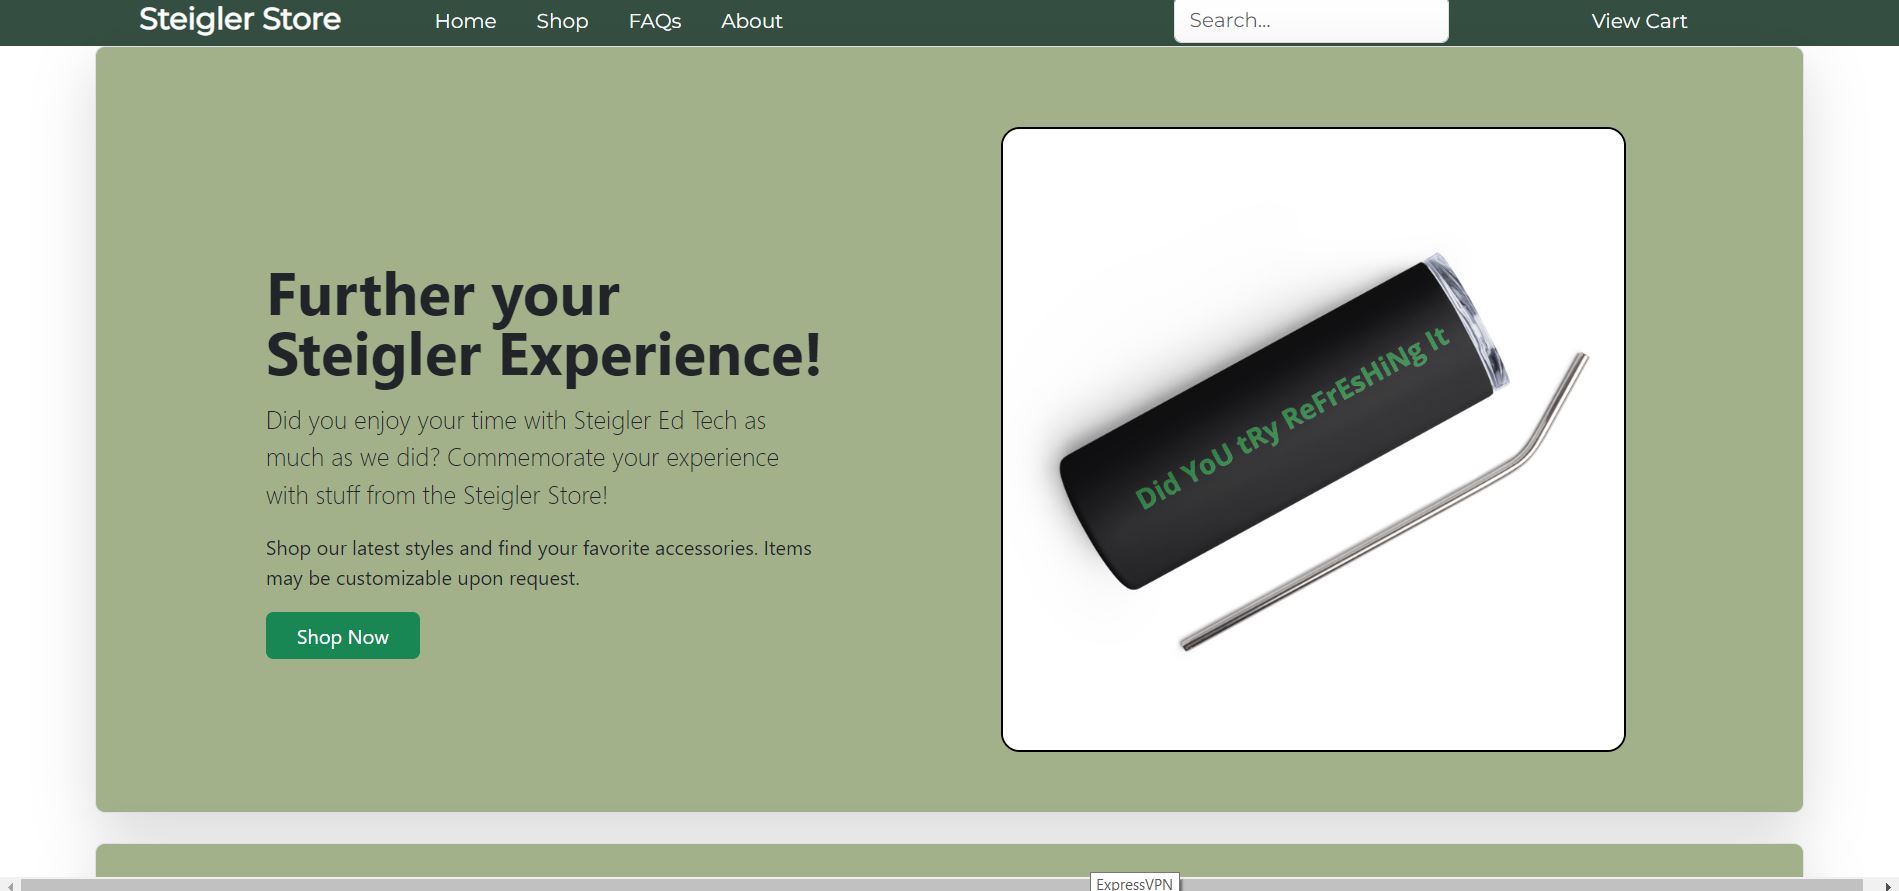 Steigler Store
Home
Shop
FAQs
About
Search...
View Cart
Further your
Steigler Experience!
Did you enjoy your time with Steigler Ed Tech as
much as we did? Commemorate your experience
with stuff from the Steigler Store!
Shop our latest styles and find your favorite accessories. Items
may be customizable upon request.
Shop Now
Did YoU tRy ReFrEsHiNg It
ExpressVPN